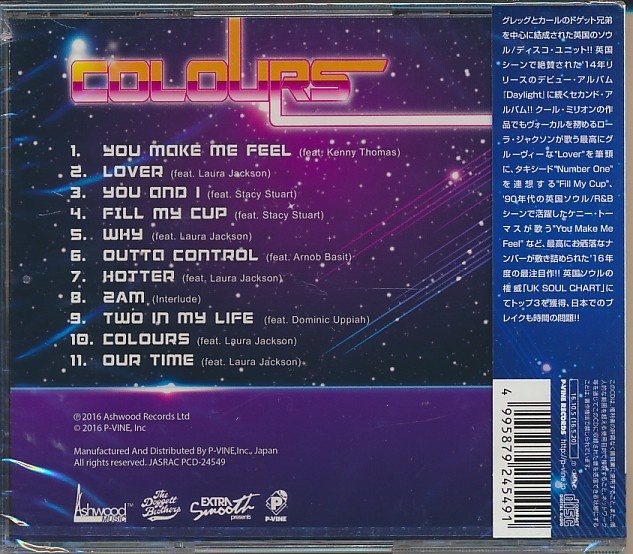 COLOURS
1. YOU MAKE ME FEEL (feat. Kenny Thomas)
2. LOVER (feat. Laura Jackson)
3. YOU AND I (feat. Stacy Stuart)
4. FILL MY CUP (feat. Stacy Stuart)
5. WHY (feat. Laura Jackson)
6. OUTTA CONTROL (feat. Arnob Basit)
7. HOTTER (feat. Laura Jackson)
8. 2AM (Interlude)
9. TWO IN MY LIFE (feat. Dominic Uppiah)
10. COLOURS (feat. Laura Jackson)
11. OUR TIME (feat. Laura Jackson)
℗ 2016 Ashwood Records Ltd
© 2016 P-VINE, Inc
Manufactured And Distributed By P-VINE, Inc., Japan
All rights reserved. JASRAC PCD-24549
Ashwood
MUSIC
The
Doggett
Brothers
EXTRA
Smooth
presents
P-VINE
グレッグとカールのドゲット兄弟
を中心に結成された英国のソウ
ル/ディスコ・ユニット!! 英国
シーンで絶賛された'14年リ
リースのデビュー・アルバム
『Daylight』に続くセカンド・ア
ルバム!! クール・ミリオンの作
品でもヴォーカルを務めるロー
ラ・ジャクソンが歌う最高にグ
ルーヴィーな"Lover"を筆頭
に、タキシード"Number One"
を連想する"Fill My Cup"、
'90年代の英国ソウル/R&B
シーンで活躍したケニー・トー
マスが歌う"You Make Me
Feel" など、最高にお洒落なナ
ンバーが敷き詰められた'16年
度の最注目作!! 英国ソウルの
権威「UK SOUL CHART」に
てトップ3を獲得、日本でのブ
レイクも時間の問題!!
16.10.5 (16.5.20)
P-VINE RECORDS http://p-vine.jp
4 995879 245491
COMPACT
disc
DIGITAL AUDIO